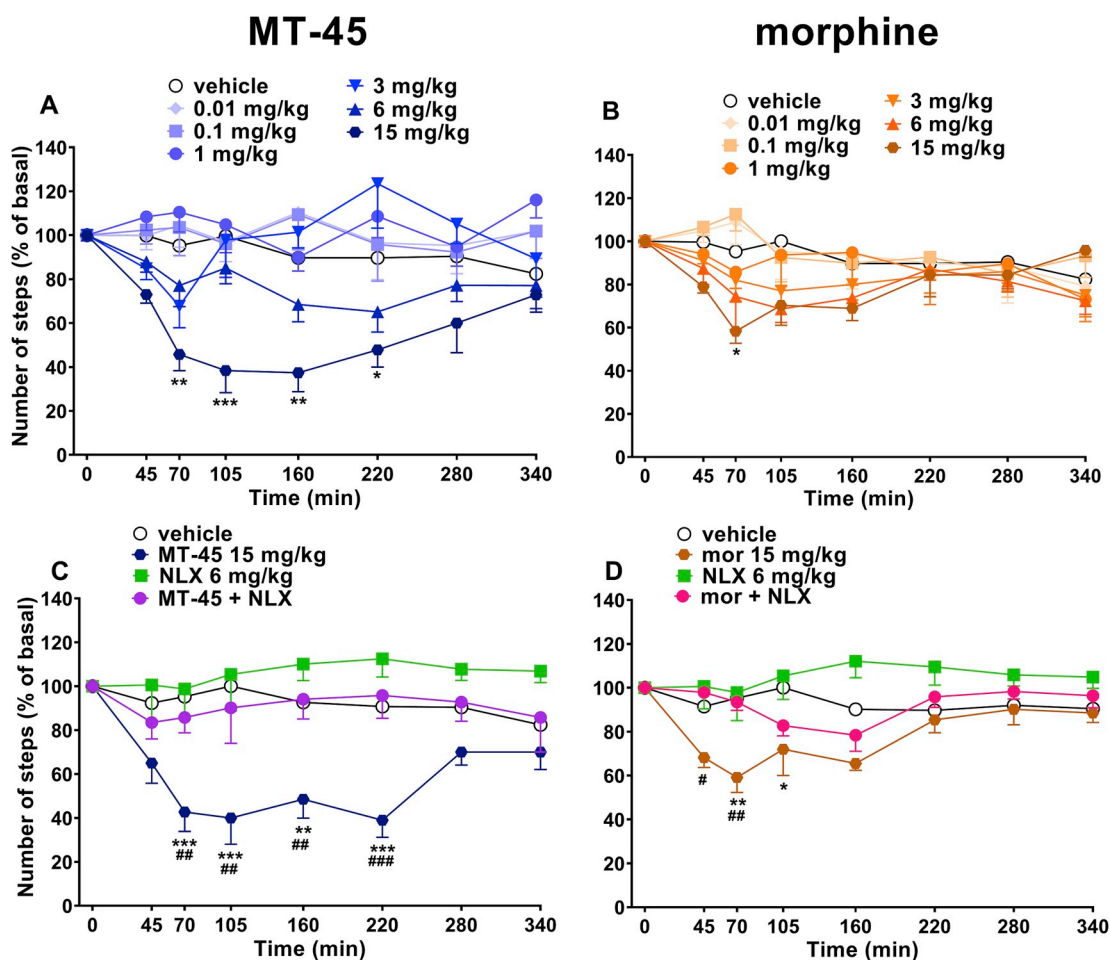 MT-45
morphine
A
vehicle
0.01 mg/kg
0.1 mg/kg
1 mg/kg
3 mg/kg
6 mg/kg
15 mg/kg
Number of steps (% of basal)
140
120
100
80
60
40
20
0
** *** ** *
0 45 70 105 160 220 280 340
Time (min)
B
vehicle
0.01 mg/kg
0.1 mg/kg
1 mg/kg
3 mg/kg
6 mg/kg
15 mg/kg
140
120
100
80
60
40
20
0
*
0 45 70 105 160 220 280 340
Time (min)
C
vehicle
MT-45 15 mg/kg
NLX 6 mg/kg
MT-45 + NLX
Number of steps (% of basal)
140
120
100
80
60
40
20
0
*** *** ** ***
## ## ## ###
0 45 70 105 160 220 280 340
Time (min)
D
vehicle
mor 15 mg/kg
NLX 6 mg/kg
mor + NLX
140
120
100
80
60
40
20
0
# ** *
##
0 45 70 105 160 220 280 340
Time (min)